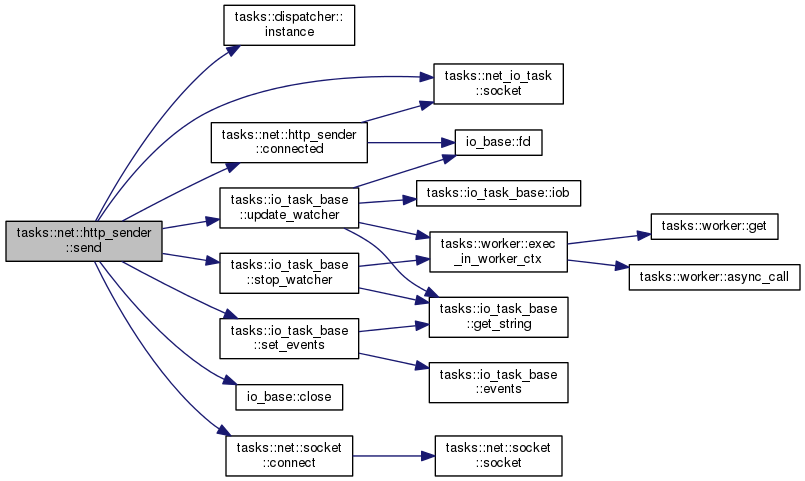 tasks::dispatcher::
instance
tasks::net_io_task
::socket
tasks::net::http_sender
::connected
io_base::fd
tasks::io_task_base::iob
tasks::io_task_base
::update_watcher
tasks::worker::get
tasks::net::http_sender
::send
tasks::worker::exec
_in_worker_ctx
tasks::io_task_base
::stop_watcher
tasks::worker::async_call
tasks::io_task_base
::get_string
tasks::io_task_base
::set_events
tasks::io_task_base
::events
io_base::close
tasks::net::socket
::connect
tasks::net::socket
::socket